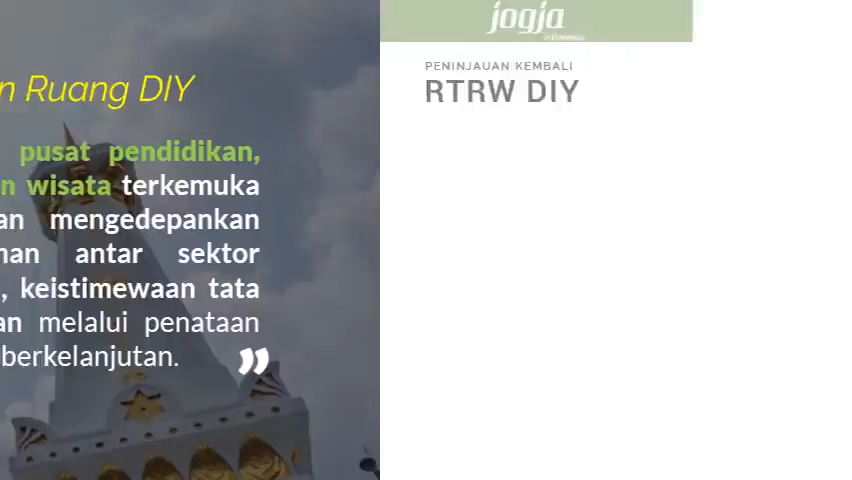 n Ruang DIY
pusat pendidikan,
n wisata terkemuka
an mengedepankan
nan antar sektor
, keistimewaan tata
an melalui penataan
berkelanjutan.
”
jogja
PENINJAUAN KEMBALI
RTRW DIY